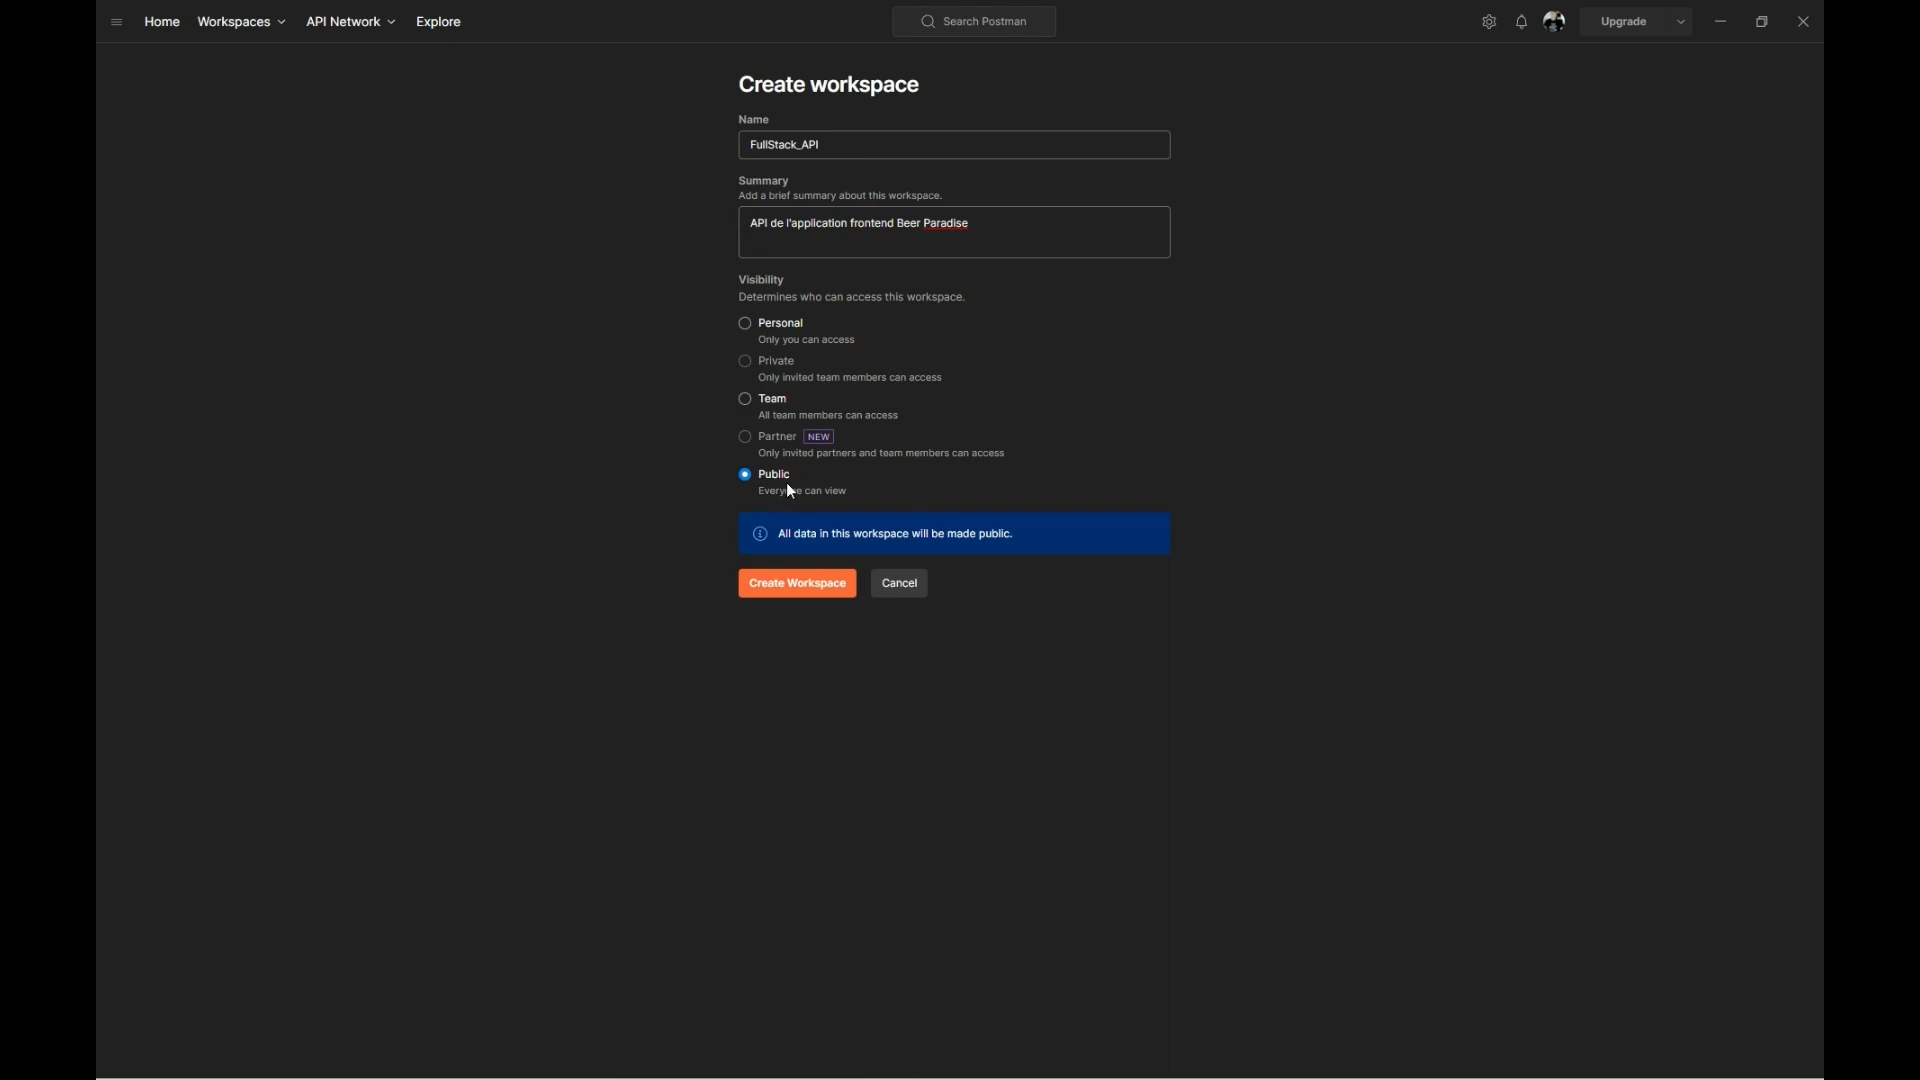 Home Workspaces API Network Explore Search Postman Upgrade
Create workspace
Name
FullStack_API
Summary
Add a brief summary about this workspace.
API de l'application frontend Beer Paradise
Visibility
Determines who can access this workspace.
Personal
Only you can access
Private
Only invited team members can access
Team
All team members can access
Partner NEW
Only invited partners and team members can access
Public
Everyone can view
All data in this workspace will be made public.
Create Workspace Cancel